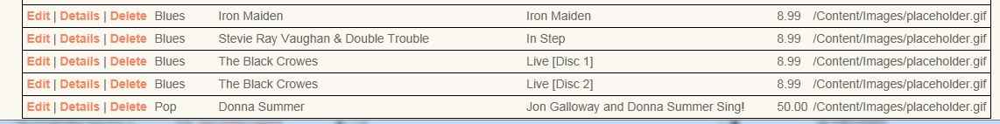 Edit | Details | Delete Blues Iron Maiden Iron Maiden 8.99 /Content/Images/placeholder.gif
Edit | Details | Delete Blues Stevie Ray Vaughan & Double Trouble In Step 8.99 /Content/Images/placeholder.gif
Edit | Details | Delete Blues The Black Crowes Live [Disc 1] 8.99 /Content/Images/placeholder.gif
Edit | Details | Delete Blues The Black Crowes Live [Disc 2] 8.99 /Content/Images/placeholder.gif
Edit | Details | Delete Pop Donna Summer Jon Galloway and Donna Summer Sing! 50.00 /Content/Images/placeholder.gif